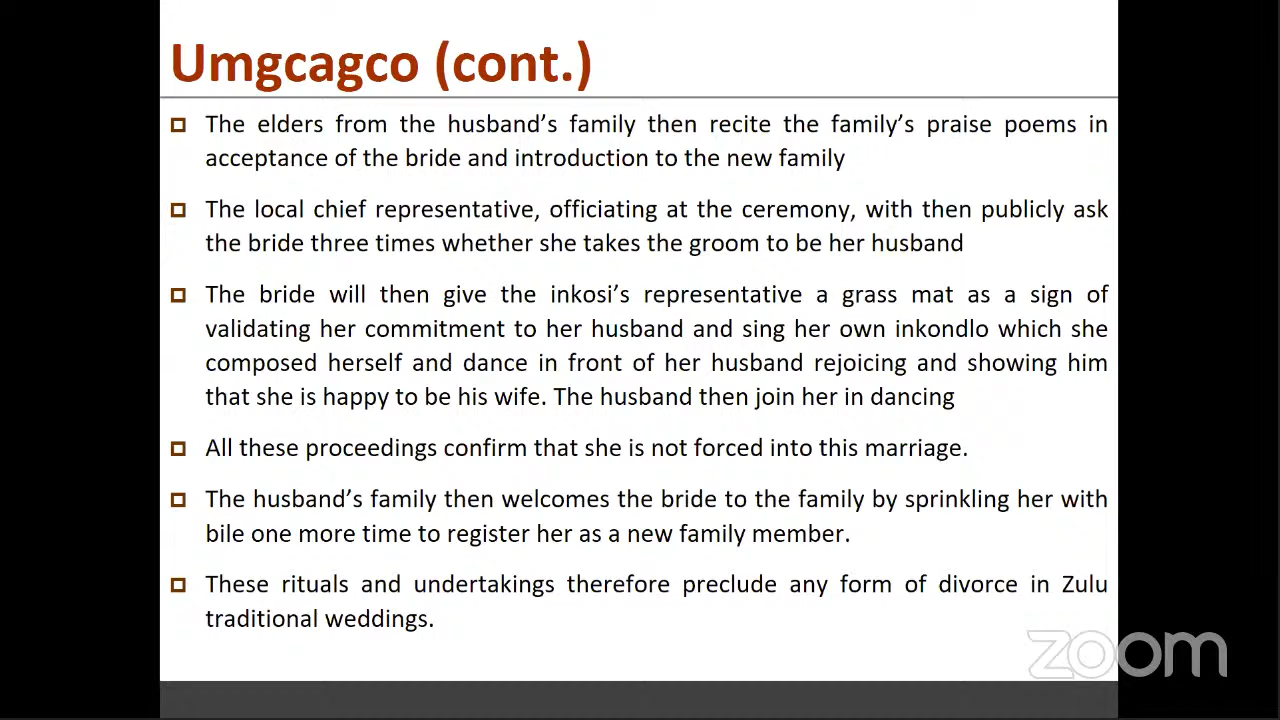 Umgcagco (cont.)
The elders from the husband's family then recite the family's praise poems in
acceptance of the bride and introduction to the new family
The local chief representative, officiating at the ceremony, with then publicly ask
the bride three times whether she takes the groom to be her husband
The bride will then give the inkosi's representative a grass mat as a sign of
validating her commitment to her husband and sing her own inkondlo which she
composed herself and dance in front of her husband rejoicing and showing him
that she is happy to be his wife. The husband then join her in dancing
All these proceedings confirm that she is not forced into this marriage.
The husband's family then welcomes the bride to the family by sprinkling her with
bile one more time to register her as a new family member.
These rituals and undertakings therefore preclude any form of divorce in Zulu
traditional weddings.
zoom